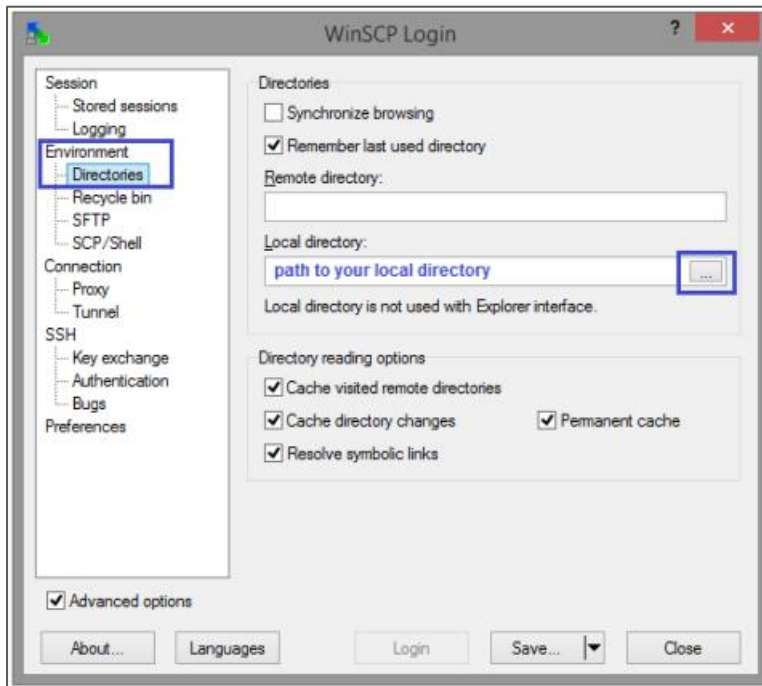 WinSCP Login
?
Session
Stored sessions
Logging
Environment
Directories
Recycle bin
SFTP
SCP/Shell
Connection
Proxy
Tunnel
SSH
Key exchange
Authentication
Bugs
Preferences
Directories
Synchronize browsing
Remember last used directory
Remote directory:
Local directory:
path to your local directory
...
Local directory is not used with Explorer interface.
Directory reading options
Cache visited remote directories
Cache directory changes
Permanent cache
Resolve symbolic links
Advanced options
About...
Languages
Login
Save...
Close